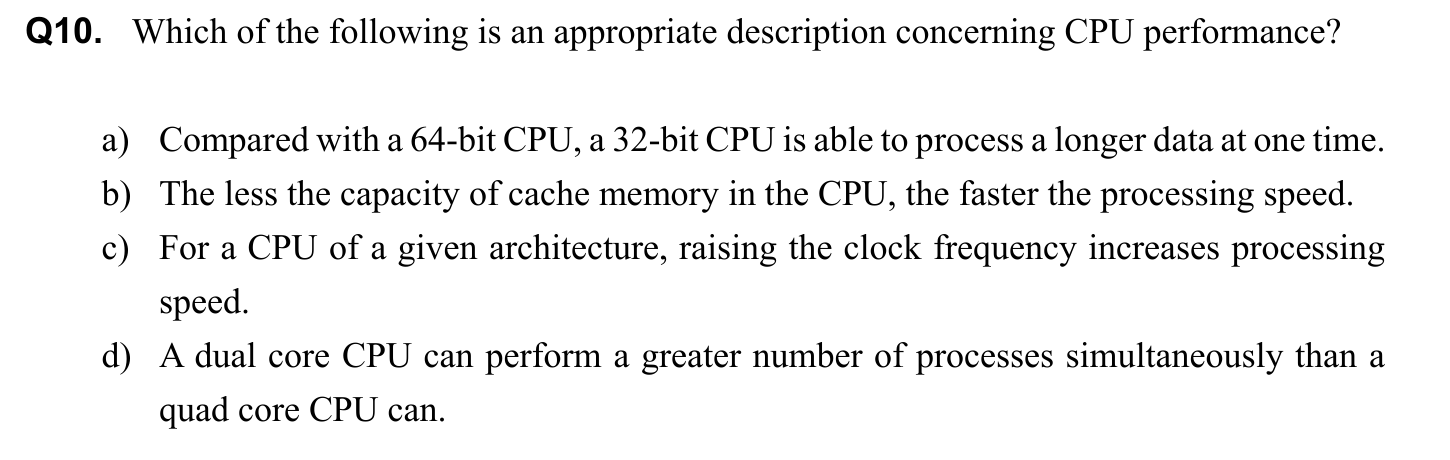 Q10. Which of the following is an appropriate description concerning CPU performance?
a) Compared with a 64-bit CPU, a 32-bit CPU is able to process a longer data at one time.
b) The less the capacity of cache memory in the CPU, the faster the processing speed.
c) For a CPU of a given architecture, raising the clock frequency increases processing
speed.
d) A dual core CPU can perform a greater number of processes simultaneously than a
quad core CPU can.